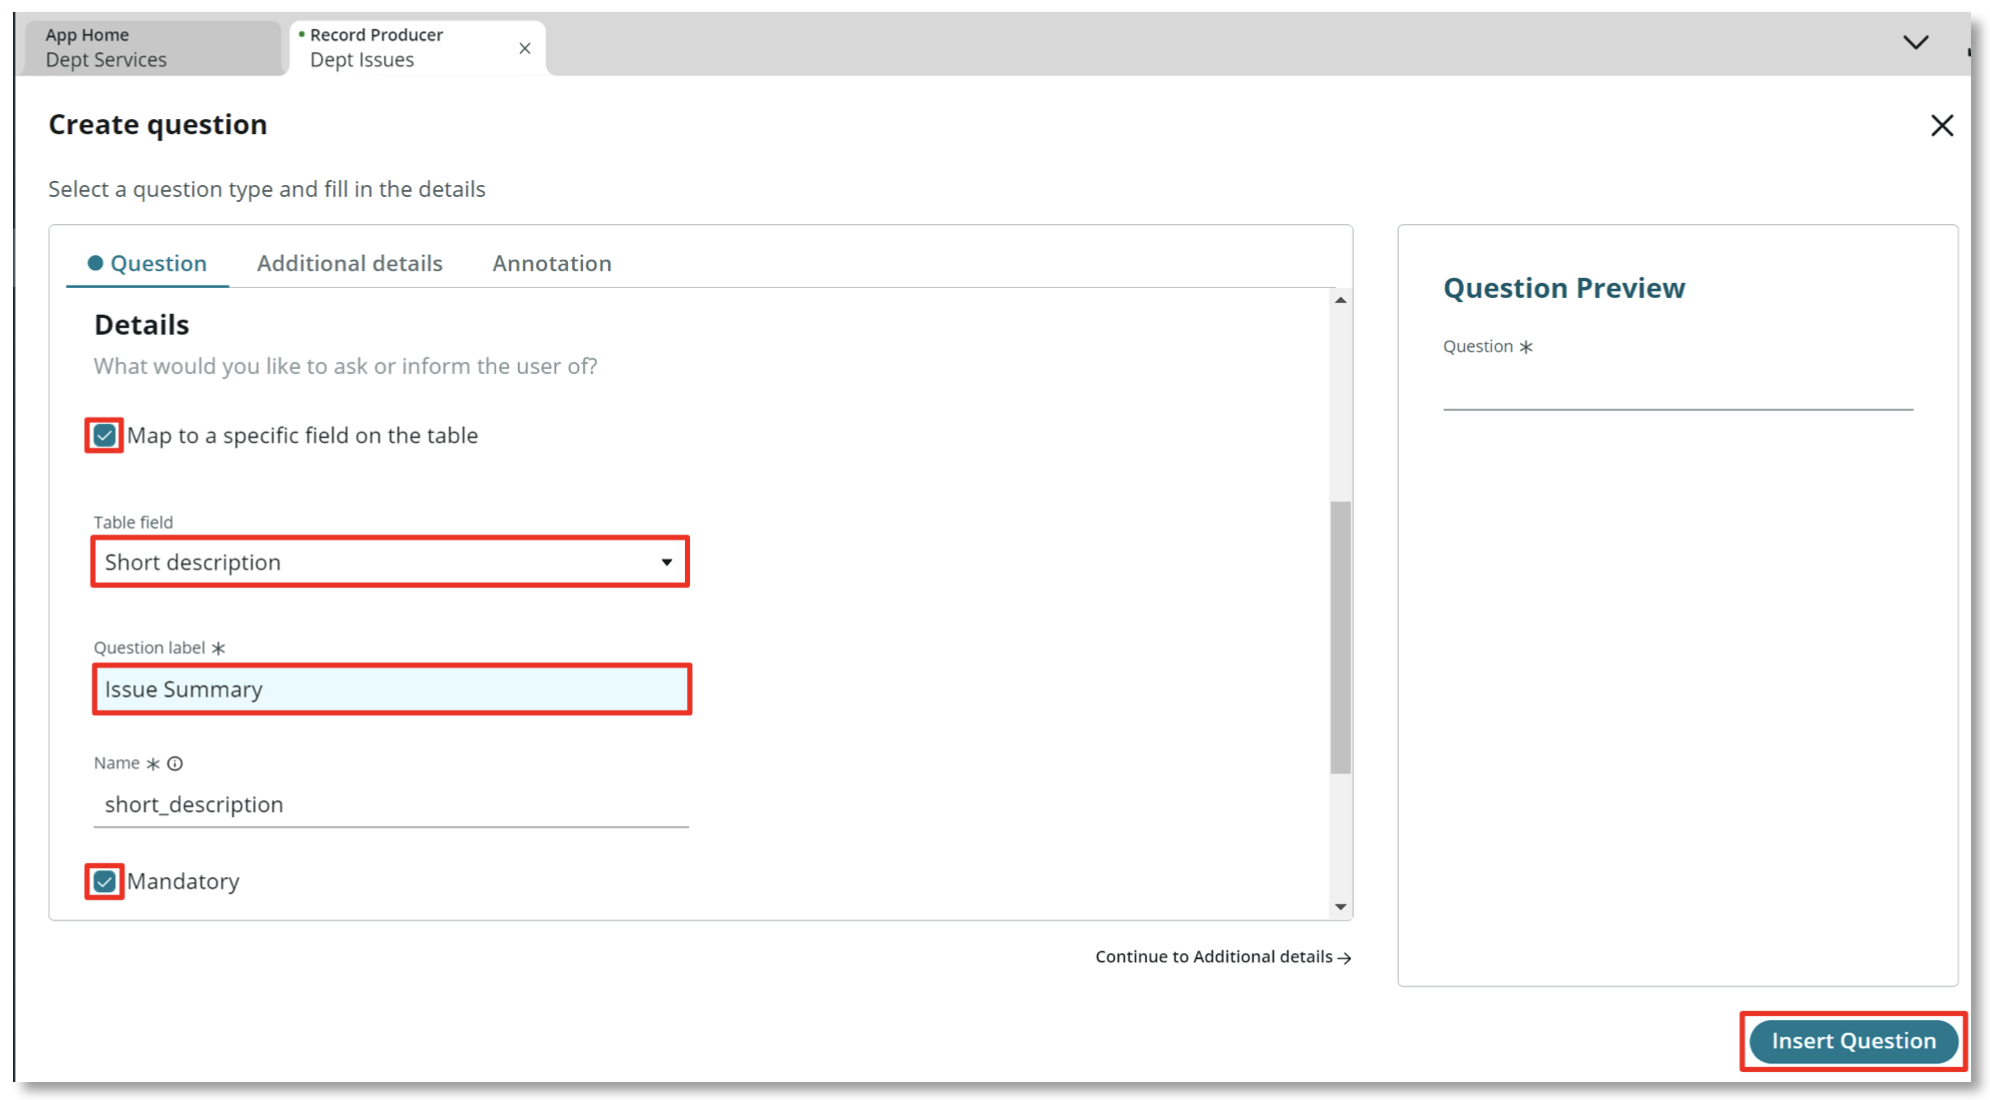 App Home
Dept Services
Record Producer
Dept Issues
Create question
Select a question type and fill in the details
Question
Additional details
Annotation
Details
What would you like to ask or inform the user of?
Map to a specific field on the table
Table field
Short description
Question label *
Issue Summary
Name *
short_description
Mandatory
Continue to Additional details →
Question Preview
Question *
Insert Question